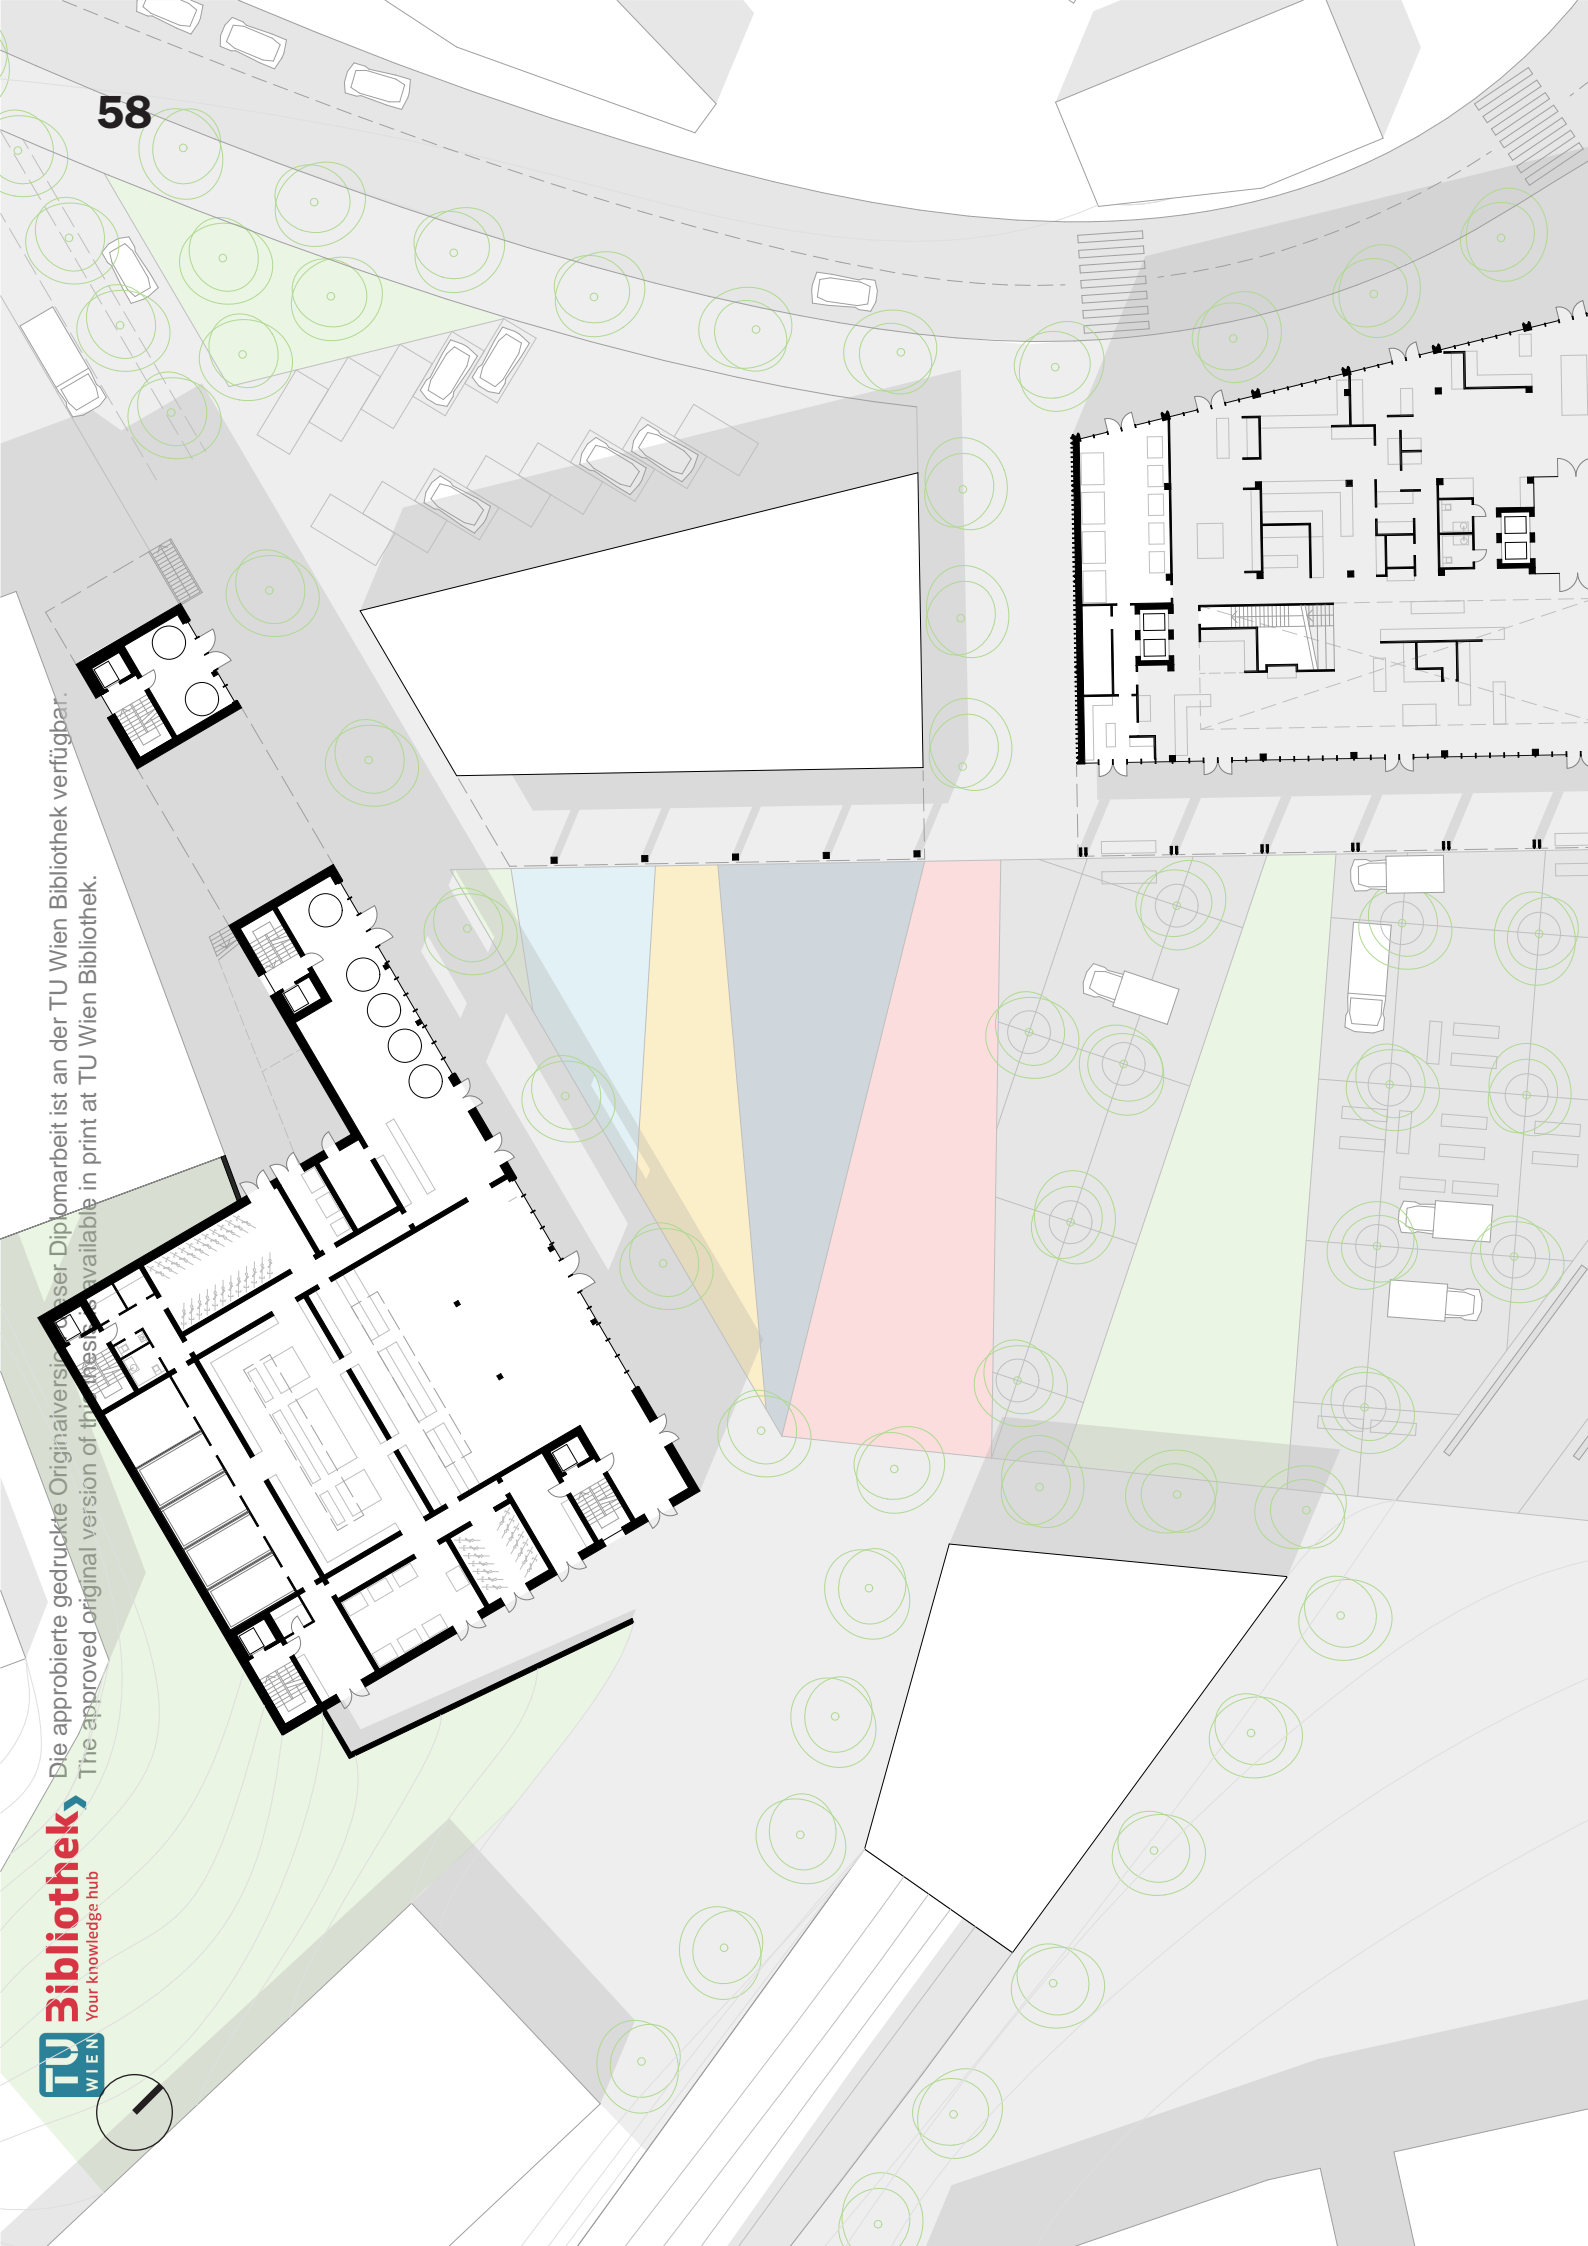 58
Die approbierte gedruckte Originalversion dieser Diplomarbeit ist an der TU Wien Bibliothek verfügbar.
The approved original version of this thesis is available in print at TU Wien Bibliothek.
Bibliothek
Your knowledge hub
TU
WIEN